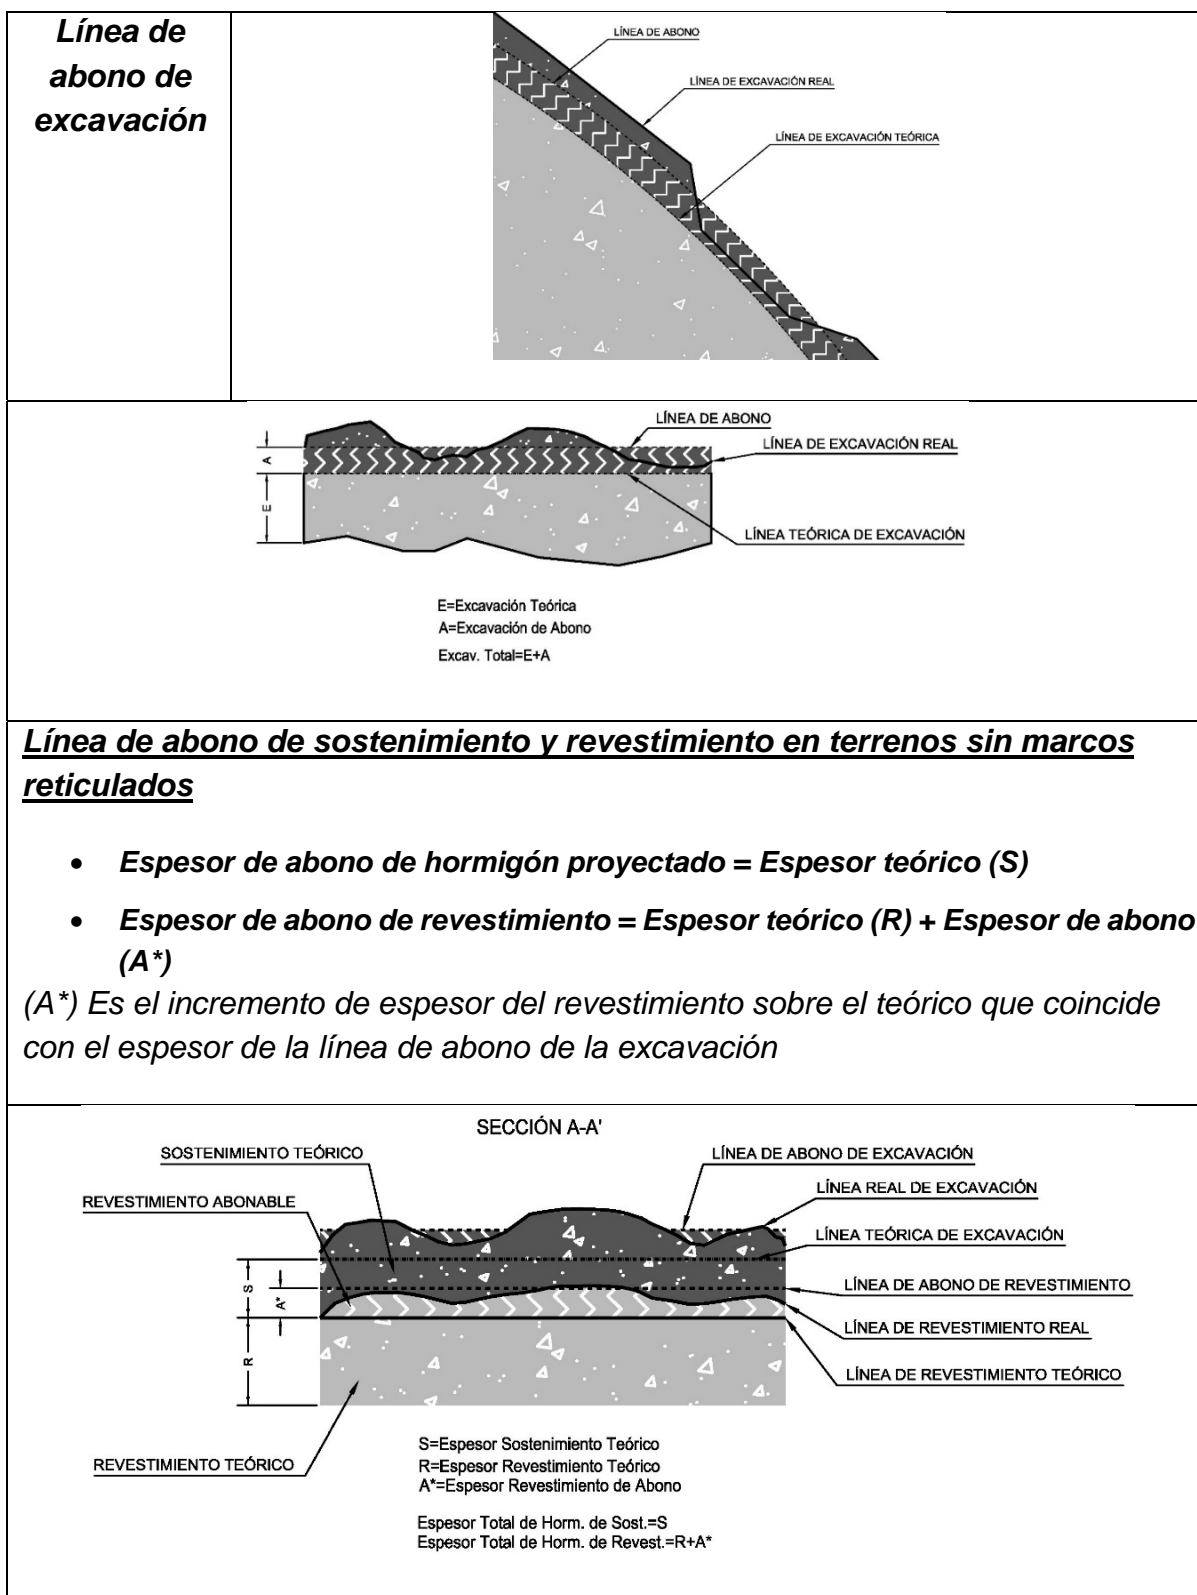 Línea de
abono de
excavación
LÍNEA DE ABONO
LÍNEA DE EXCAVACIÓN REAL
LÍNEA DE EXCAVACIÓN TEÓRICA
LÍNEA DE ABONO
LÍNEA DE EXCAVACIÓN REAL
A
E
LÍNEA TEÓRICA DE EXCAVACIÓN
E=Excavación Teórica
A=Excavación de Abono
Excav. Total=E+A
Línea de abono de sostenimiento y revestimiento en terrenos sin marcos
reticulados
• Espesor de abono de hormigón proyectado = Espesor teórico (S)
• Espesor de abono de revestimiento = Espesor teórico (R) + Espesor de abono
(A*)
(A*) Es el incremento de espesor del revestimiento sobre el teórico que coincide
con el espesor de la línea de abono de la excavación
SECCIÓN A-A'
SOSTENIMIENTO TEÓRICO
LÍNEA DE ABONO DE EXCAVACIÓN
LÍNEA REAL DE EXCAVACIÓN
REVESTIMIENTO ABONABLE
LÍNEA TEÓRICA DE EXCAVACIÓN
LÍNEA DE ABONO DE REVESTIMIENTO
S
A*
LÍNEA DE REVESTIMIENTO REAL
R
LÍNEA DE REVESTIMIENTO TEÓRICO
REVESTIMIENTO TEÓRICO
S=Espesor Sostenimiento Teórico
R=Espesor Revestimiento Teórico
A*=Espesor Revestimiento de Abono
Espesor Total de Horm. de Sost.=S
Espesor Total de Horm. de Revest.=R+A*